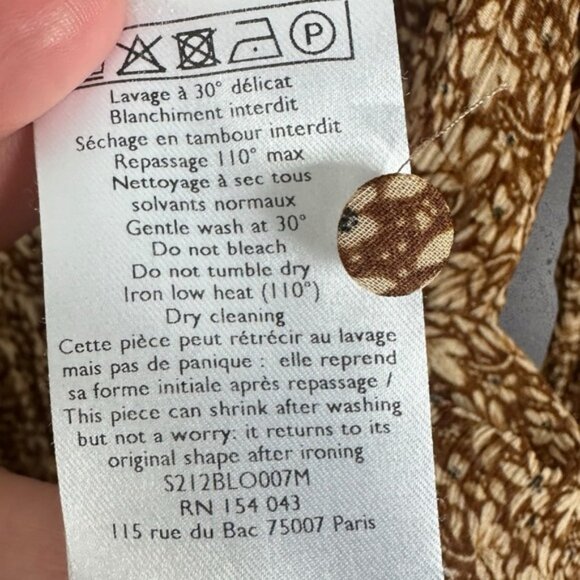 P
Lavage à 30° délicat
Blanchiment interdit
Séchage en tambour interdit
Repassage 110° max
Nettoyage à sec tous
solvants normaux
Gentle wash at 30°
Do not bleach
Do not tumble dry
Iron low heat (110°)
Dry cleaning
Cette pièce peut rétrécir au lavage
mais pas de panique : elle reprend
sa forme initiale après repassage /
This piece can shrink after washing
but not a worry: it returns to its
original shape after ironing
S212BLO007M
RN 154 043
115 rue du Bac 75007 Paris